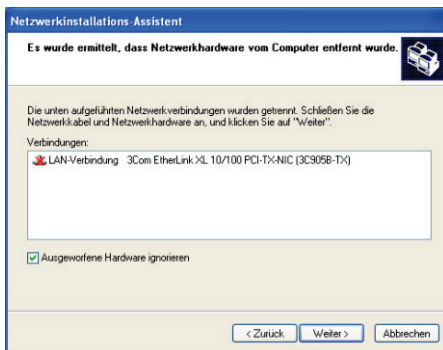 Netzwerkinstallations-Assistent
Es wurde ermittelt, dass Netzwerkhardware vom Computer entfernt wurde.
Die unten aufgeführten Netzwerkverbindungen wurden getrennt. Schließen Sie die
Netzwerkkabel und Netzwerkhardware an, und klicken Sie auf "Weiter".
Verbindungen:
LAN-Verbindung 3Com EtherLink XL 10/100 PCI-TX-NIC (3C905B-TX)
Ausgeworfene Hardware ignorieren
< Zurück Weiter > Abbrechen